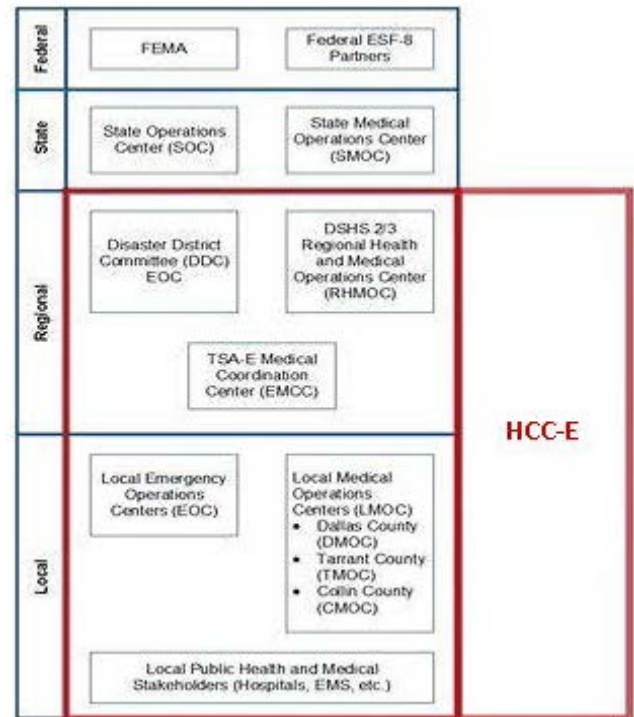 Federal
FEMA
Federal ESF-8
Partners
State
State Operations
Center (SOC)
State Medical
Operations Center
(SMOC)
Regional
Disaster District
Committee (DDC)
EOC
DSHS 2/3
Regional Health
and Medical
Operations Center
(RHMOC)
TSA-E Medical
Coordination
Center (EMCC)
HCC-E
Local
Local Emergency
Operations
Centers (EOC)
Local Medical
Operations
Centers (LMOC)
• Dallas County
(DMOC)
• Tarrant County
(TMOC)
• Collin County
(CMOC)
Local Public Health and Medical
Stakeholders (Hospitals, EMS, etc.)